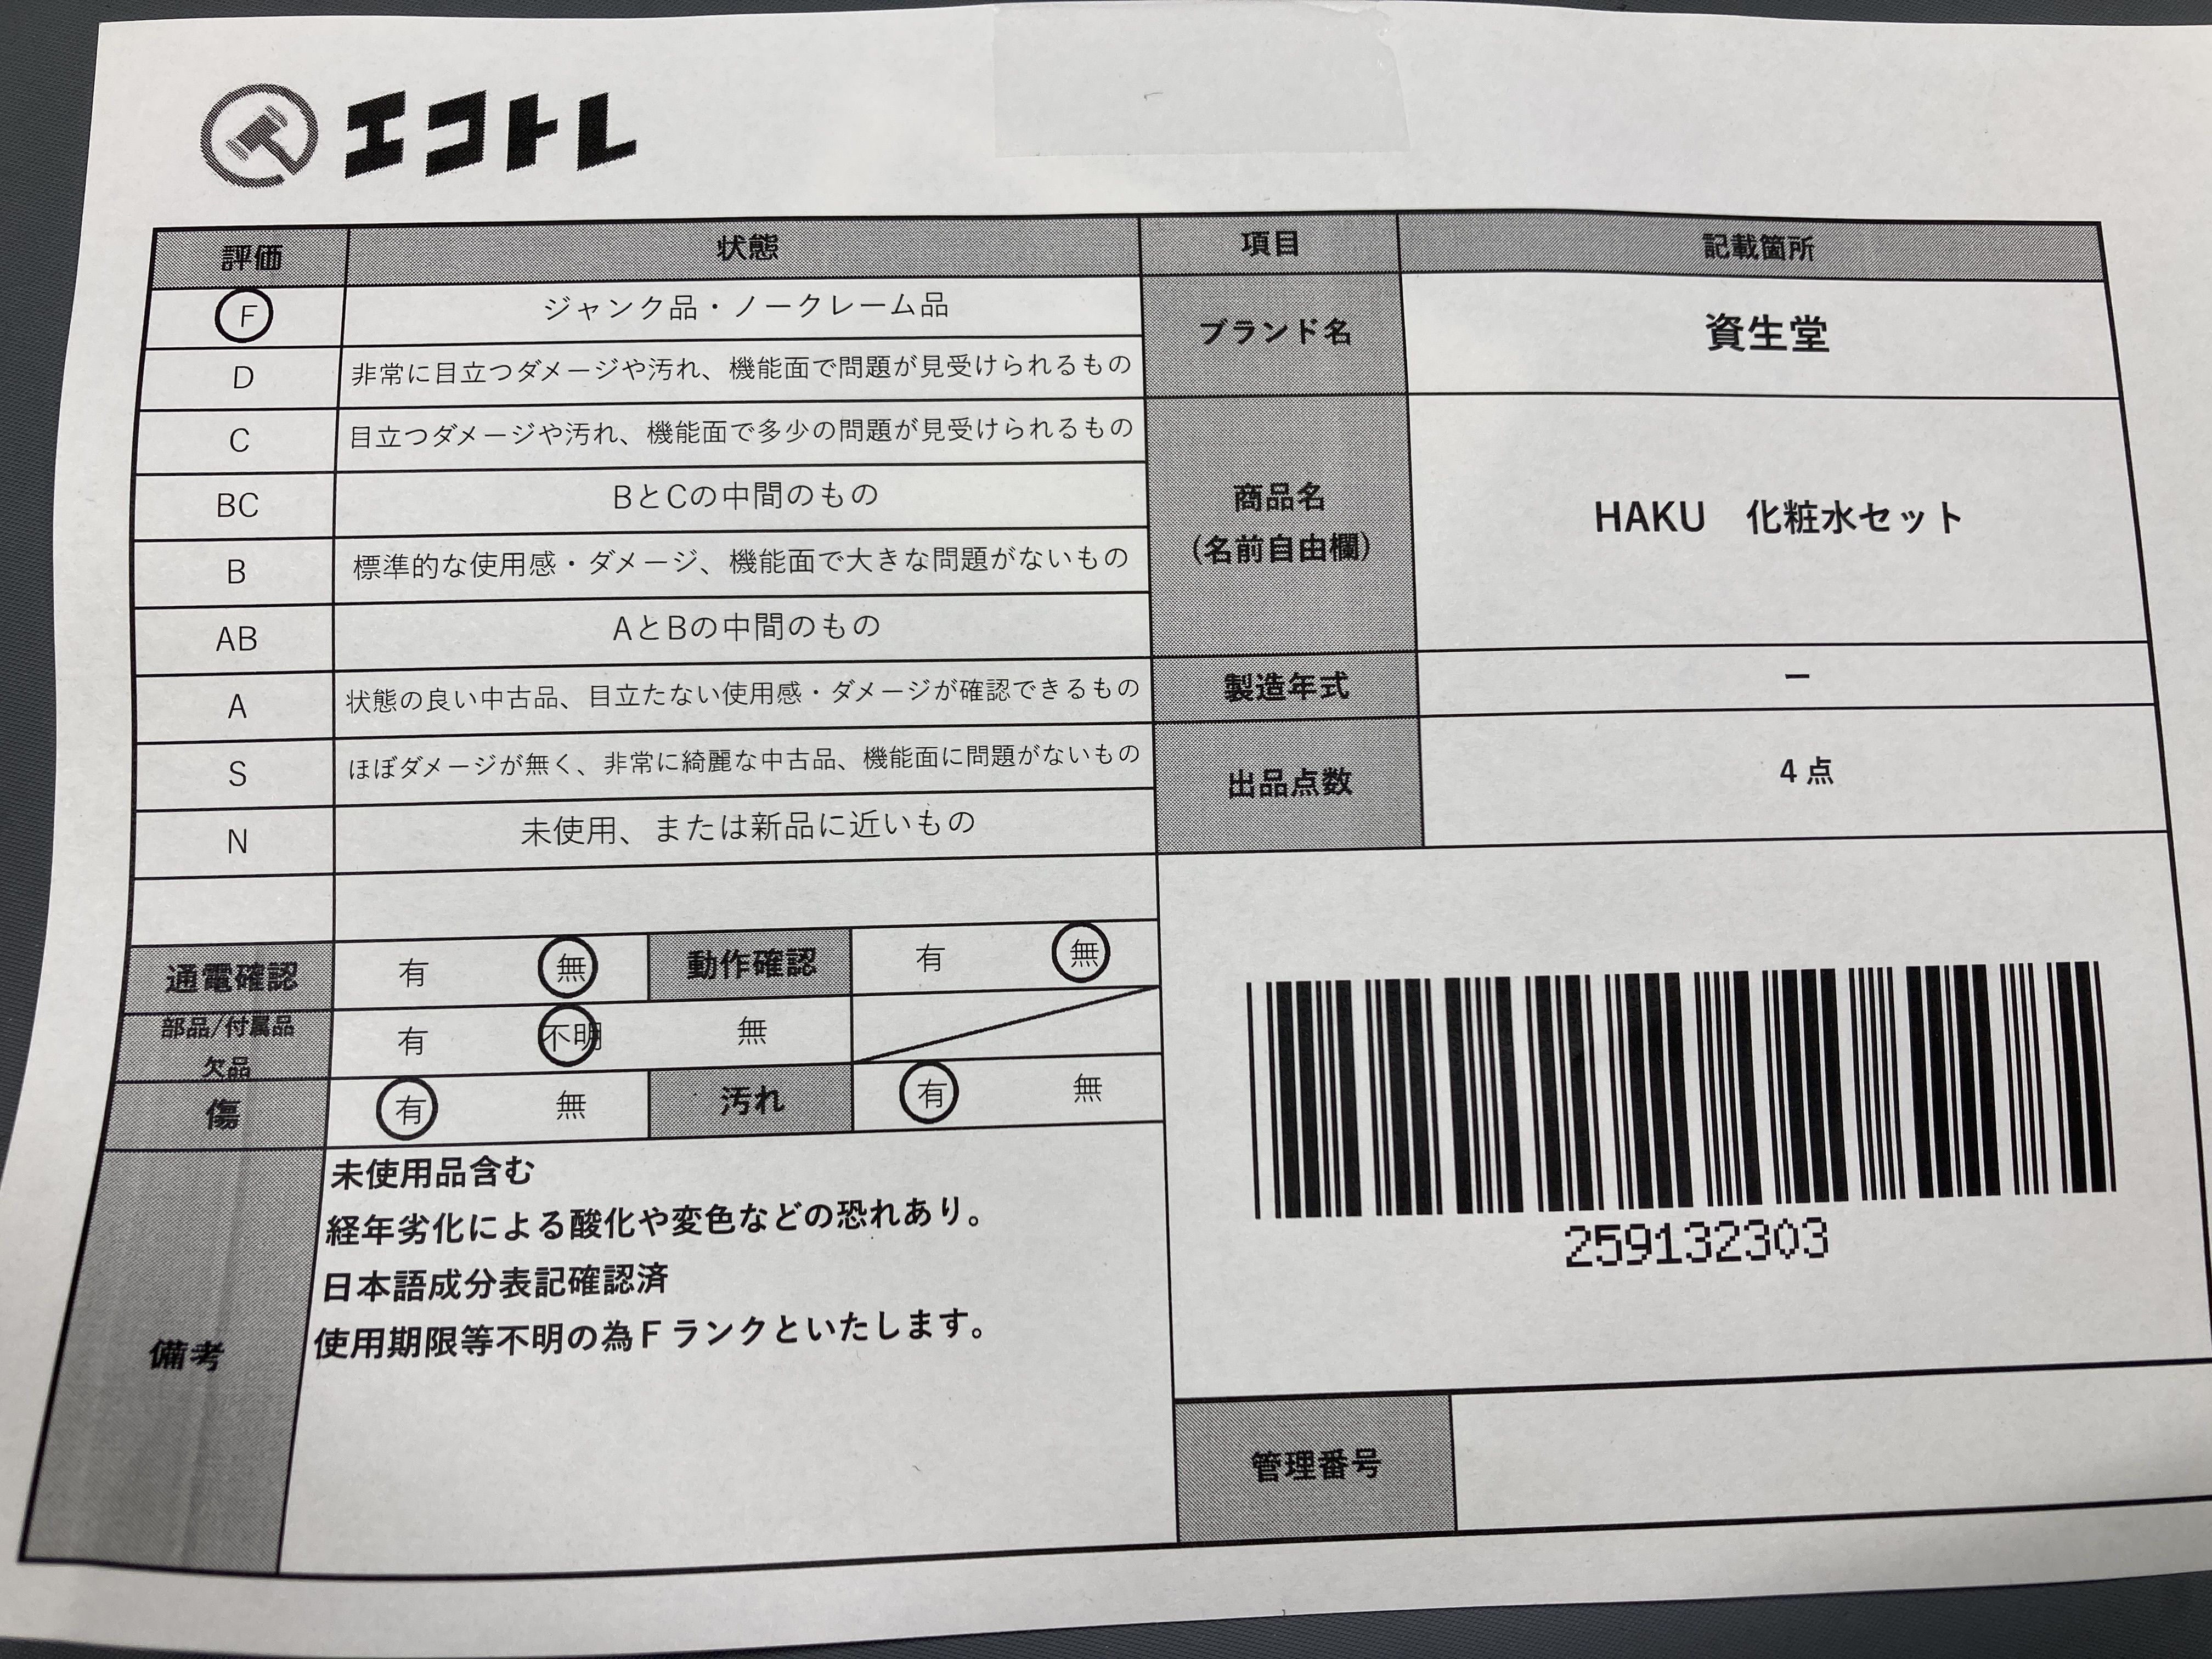 エコトレ
評価 状態 項目 記載箇所
F ジャンク品・ノークレーム品
D 非常に目立つダメージや汚れ、機能面で問題が見受けられるもの
C 目立つダメージや汚れ、機能面で多少の問題が見受けられるもの
BC BとCの中間のもの
B 標準的な使用感・ダメージ、機能面で大きな問題がないもの
AB AとBの中間のもの
A 状態の良い中古品、目立たない使用感・ダメージが確認できるもの
S ほぼダメージが無く、非常に綺麗な中古品、機能面に問題がないもの
N 未使用、または新品に近いもの
ブランド名 資生堂
商品名
(名前自由欄)
HAKU 化粧水セット
製造年式 ー
出品点数 4点
通電確認 有 無 動作確認 有 無
部品/付属品
欠品
有 不明 無
傷 有 無 汚れ 有 無
備考
未使用品含む
経年劣化による酸化や変色などの恐れあり。
日本語成分表記確認済
使用期限等不明の為Fランクといたします。
259132303
管理番号